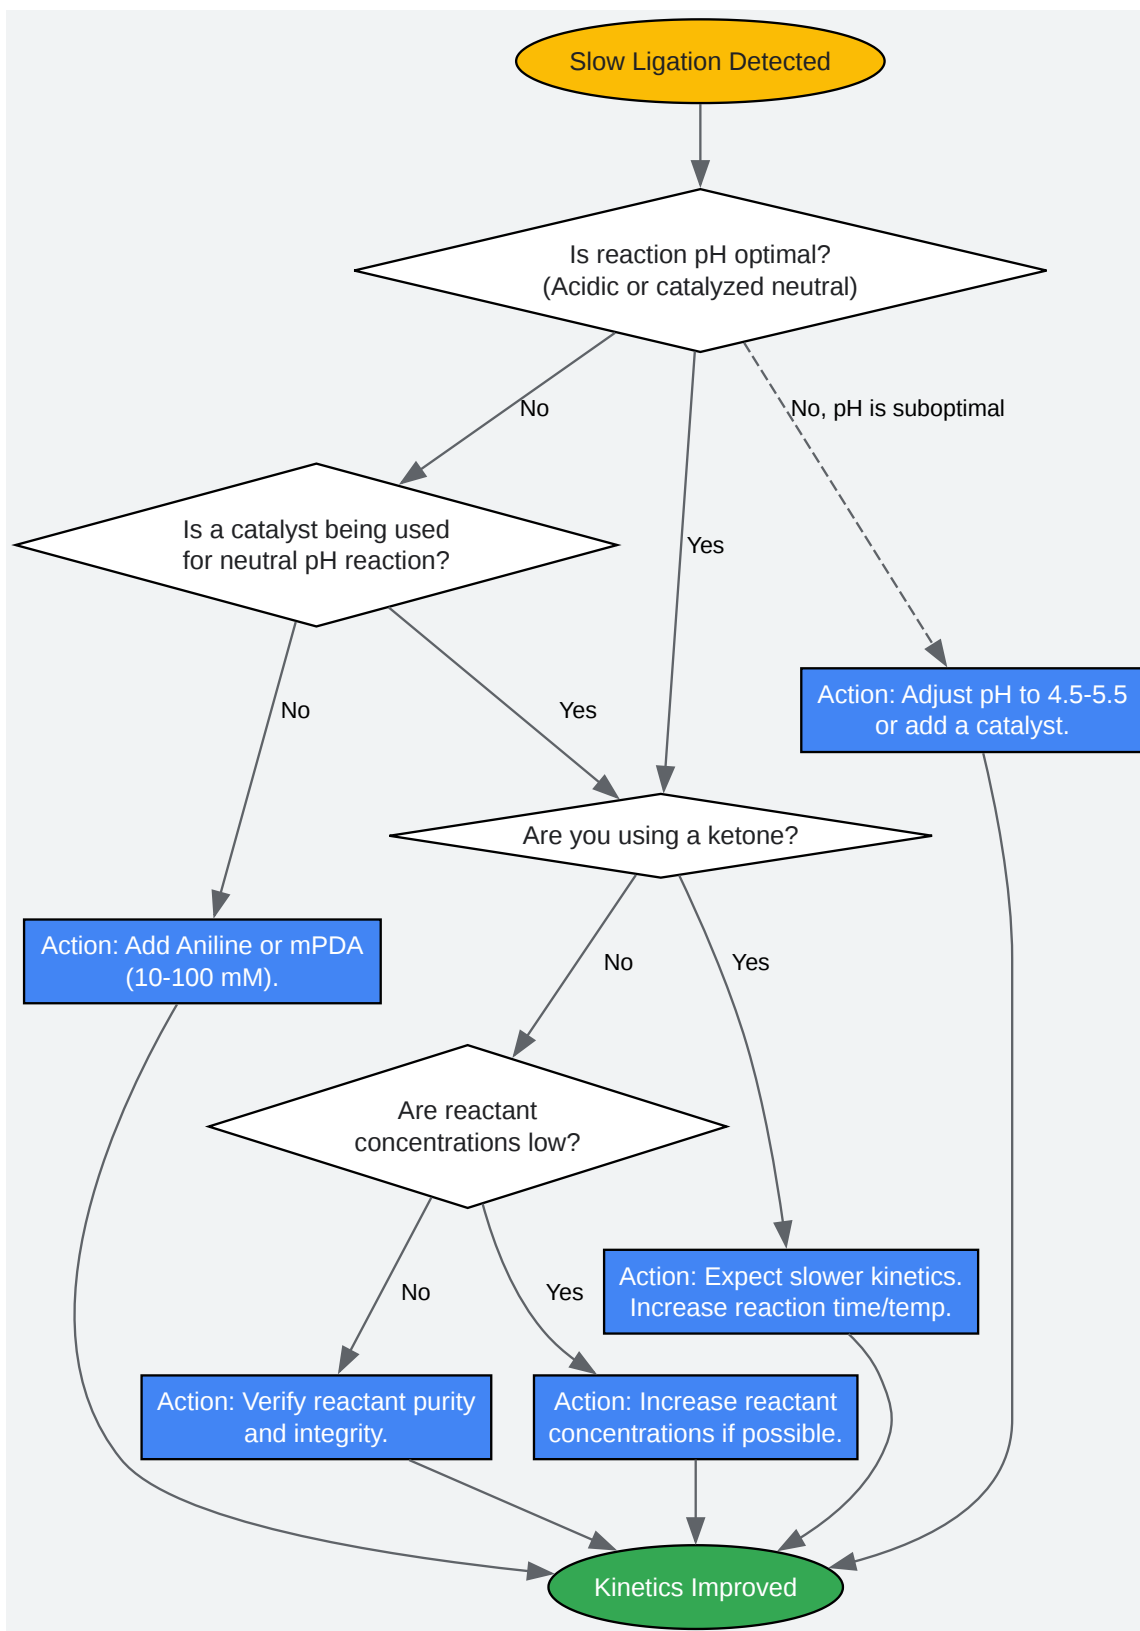 Slow Ligation Detected
Is reaction pH optimal?
(Acidic or catalyzed neutral)
No
No, pH is suboptimal
Is a catalyst being used
for neutral pH reaction?
Yes
No
Yes
Action: Adjust pH to 4.5-5.5
or add a catalyst.
Are you using a ketone?
Action: Add Aniline or mPDA
(10-100 mM).
No
Yes
Are reactant
concentrations low?
Action: Expect slower kinetics.
Increase reaction time/temp.
No
Yes
Action: Verify reactant purity
and integrity.
Action: Increase reactant
concentrations if possible.
Kinetics Improved